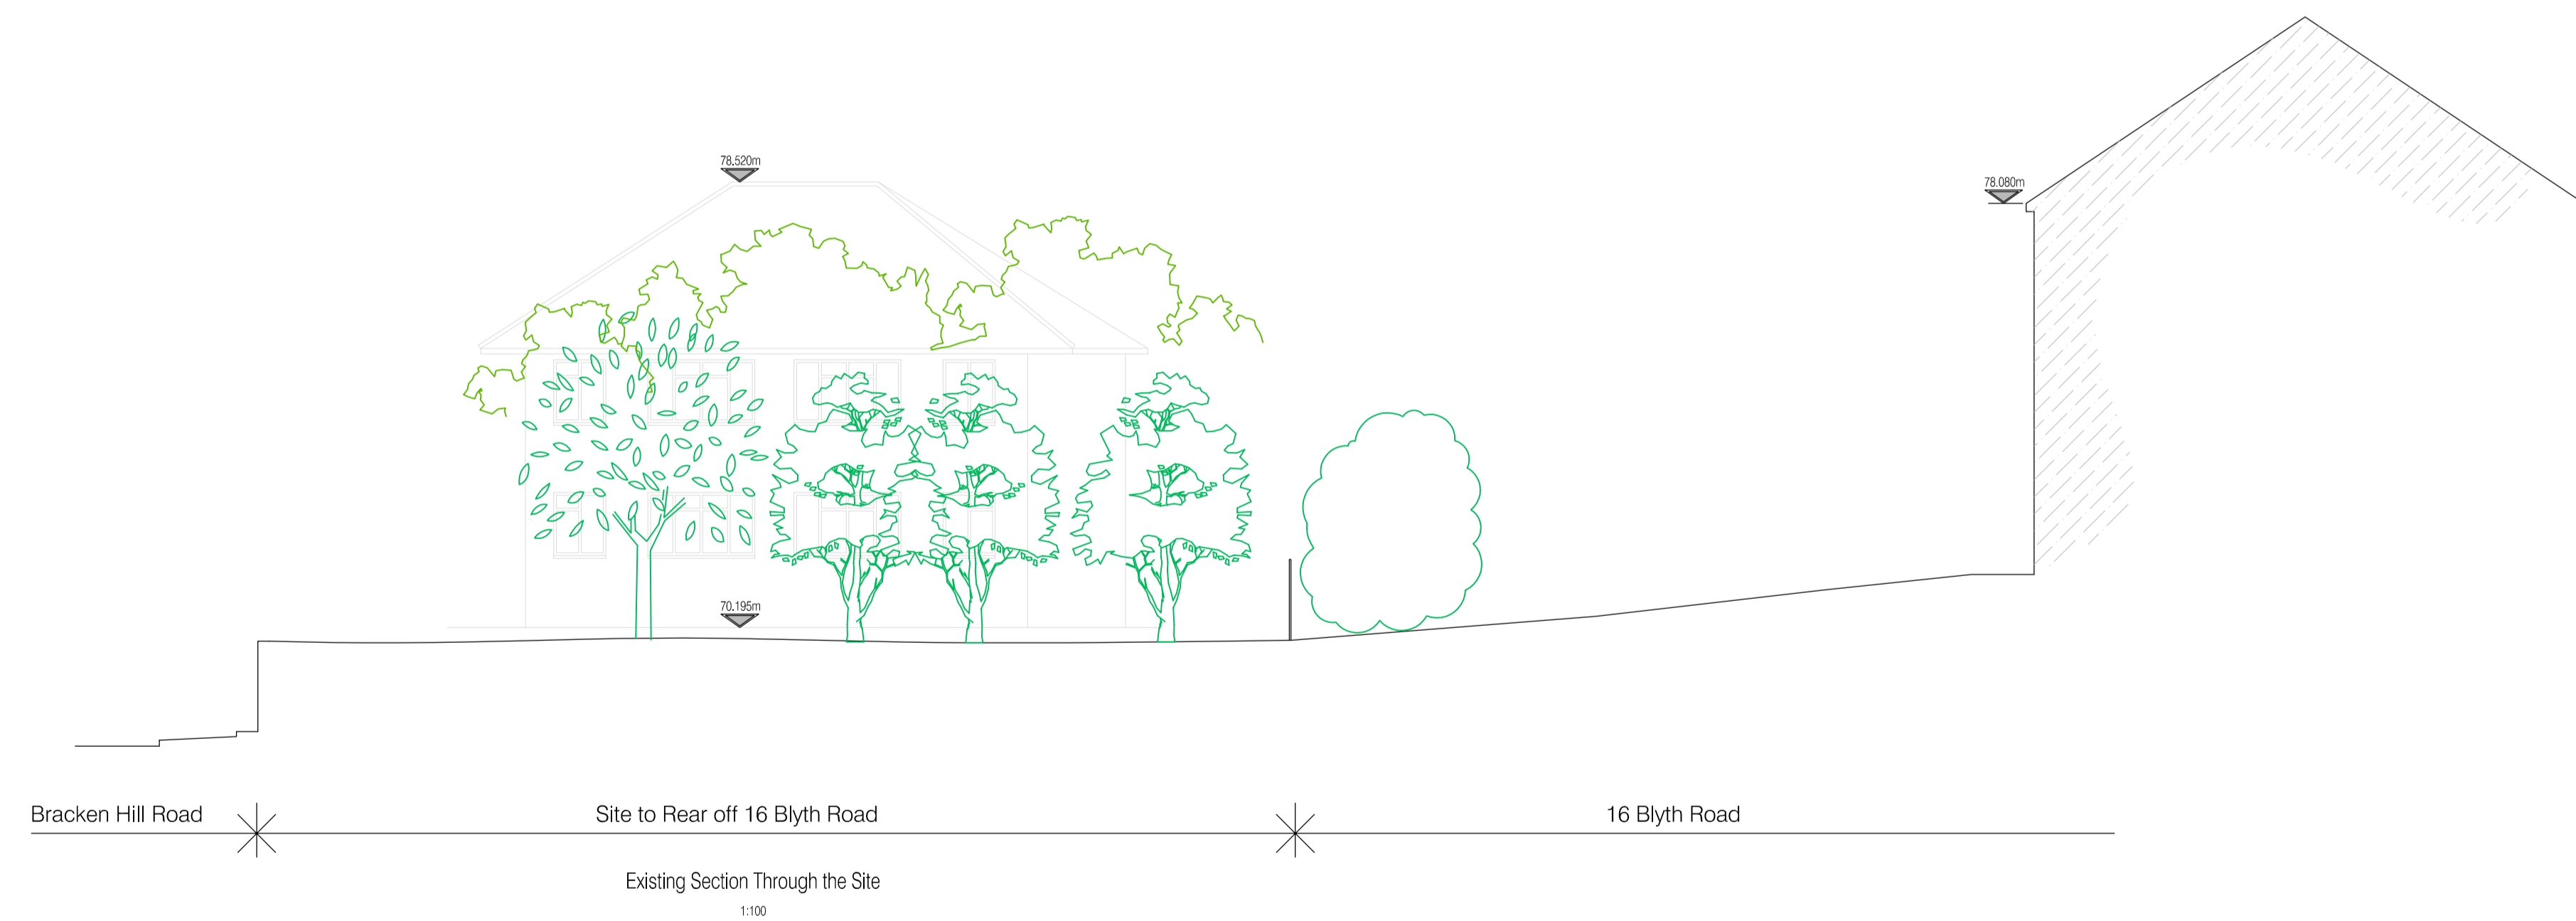 78.520m
78.080m
70.195m
Bracken Hill Road
Site to Rear off 16 Blyth Road
16 Blyth Road
Existing Section Through the Site
1:100